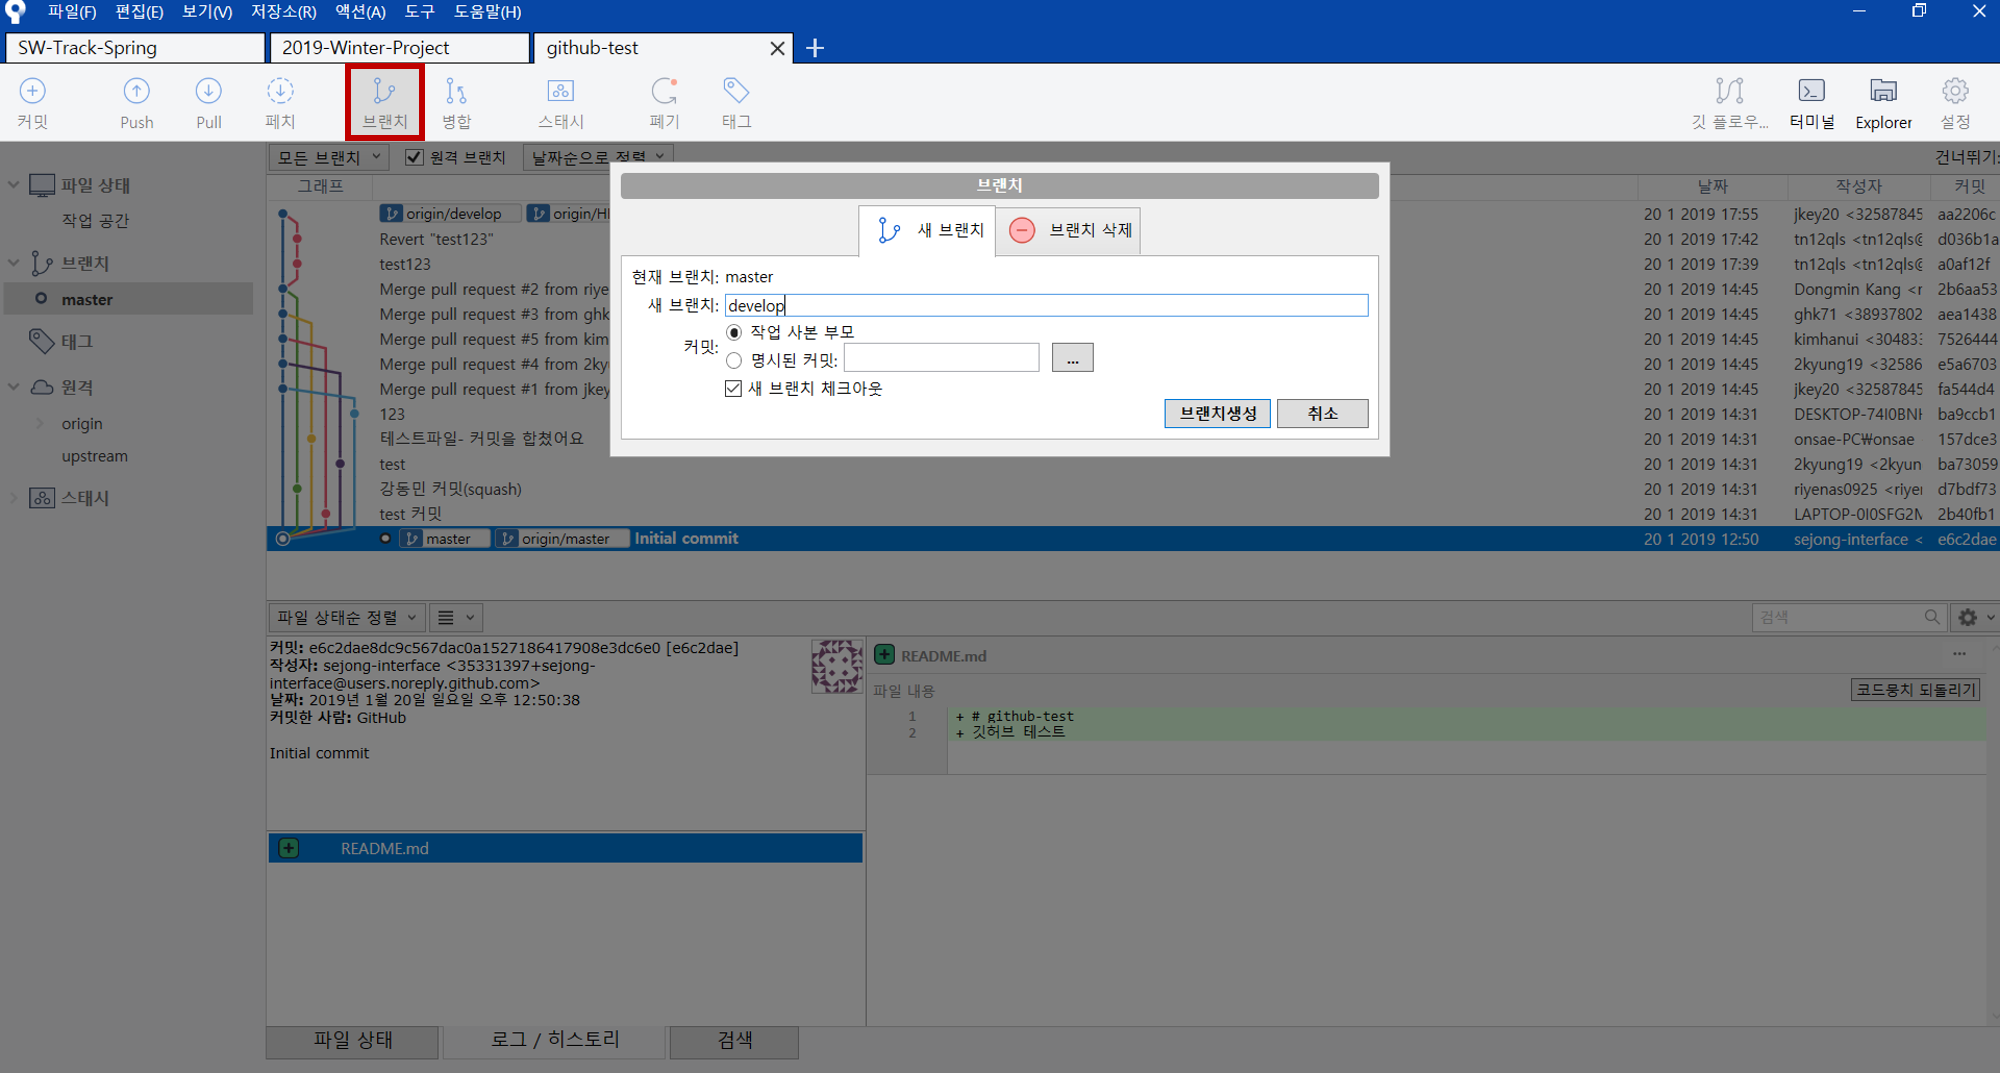 파일(F) 편집(E) 보기(V) 저장소(R) 액션(A) 도구 도움말(H)
SW-Track-Spring 2019-Winter-Project github-test
커밋 Push Pull 페치 브랜치 병합 스태시 폐기 태그 깃 플로우... 터미널 Explorer 설정
모든 브랜치 원격 브랜치 날짜순으로 정렬 건너뛰기:
그래프 날짜 작성자 커밋
파일 상태
작업 공간
브랜치
master
태그
원격
origin
upstream
스태시
origin/develop origin/H 20 1 2019 17:55 jkey20 <32587845 aa2206c
Revert "test123" 20 1 2019 17:42 tn12qls <tn12qls@ d036b1a
test123 20 1 2019 17:39 tn12qls <tn12qls@ a0af12f
Merge pull request #2 from riye 20 1 2019 14:45 Dongmin Kang <r 2b6aa53
Merge pull request #3 from ghk 20 1 2019 14:45 ghk71 <38937802 aea1438
Merge pull request #5 from kim 20 1 2019 14:45 kimhanui <30483 7526444
Merge pull request #4 from 2kyu 20 1 2019 14:45 2kyung19 <32586 e5a6703
Merge pull request #1 from jkey 20 1 2019 14:45 jkey20 <32587845 fa544d4
123 20 1 2019 14:31 DESKTOP-74I0BNH ba9ccb1
테스트파일- 커밋을 합쳤어요 20 1 2019 14:31 onsae-PC₩onsae 157dce3
test 20 1 2019 14:31 2kyung19 <2kyun ba73059
강동민 커밋(squash) 20 1 2019 14:31 riyenas0925 <riye d7bdf73
test 커밋 20 1 2019 14:31 LAPTOP-0I0SFG2M 2b40fb1
master origin/master Initial commit 20 1 2019 12:50 sejong-interface < e6c2dae
브랜치
새 브랜치 브랜치 삭제
현재 브랜치: master
새 브랜치: develop
커밋: 작업 사본 부모
명시된 커밋: ...
새 브랜치 체크아웃
브랜치생성 취소
파일 상태순 정렬 검색
커밋: e6c2dae8dc9c567dac0a1527186417908e3dc6e0 [e6c2dae]
작성자: sejong-interface <35331397+sejong-
interface@users.noreply.github.com>
날짜: 2019년 1월 20일 일요일 오후 12:50:38
커밋한 사람: GitHub
Initial commit
README.md
README.md ...
파일 내용 코드뭉치 되돌리기
1 + # github-test
2 + 깃허브 테스트
파일 상태 로그 / 히스토리 검색